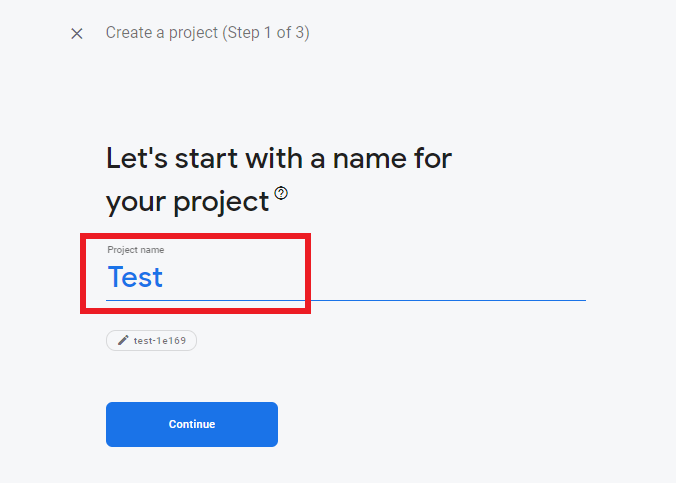 Create a project (Step 1 of 3)
Let's start with a name for
your project
Project name
Test
test-1e169
Continue